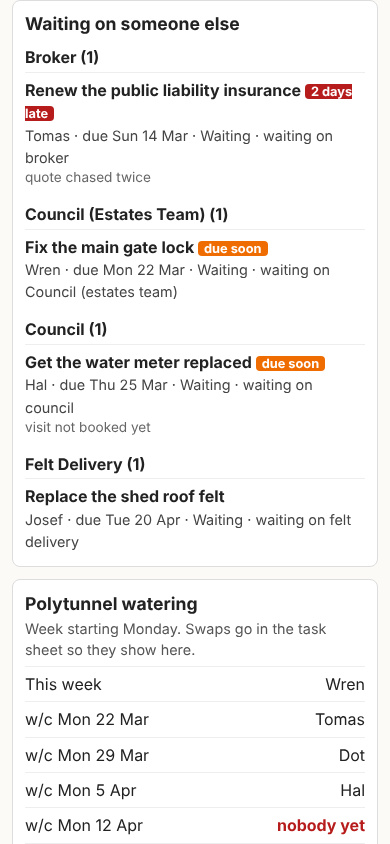 Waiting on someone else
Broker (1)
Renew the public liability insurance 2 days
late
Tomas · due Sun 14 Mar · Waiting · waiting on
broker
quote chased twice
Council (Estates Team) (1)
Fix the main gate lock due soon
Wren · due Mon 22 Mar · Waiting · waiting on
Council (estates team)
Council (1)
Get the water meter replaced due soon
Hal · due Thu 25 Mar · Waiting · waiting on
council
visit not booked yet
Felt Delivery (1)
Replace the shed roof felt
Josef · due Tue 20 Apr · Waiting · waiting on felt
delivery
Polytunnel watering
Week starting Monday. Swaps go in the task
sheet so they show here.
This week Wren
w/c Mon 22 Mar Tomas
w/c Mon 29 Mar Dot
w/c Mon 5 Apr Hal
w/c Mon 12 Apr nobody yet